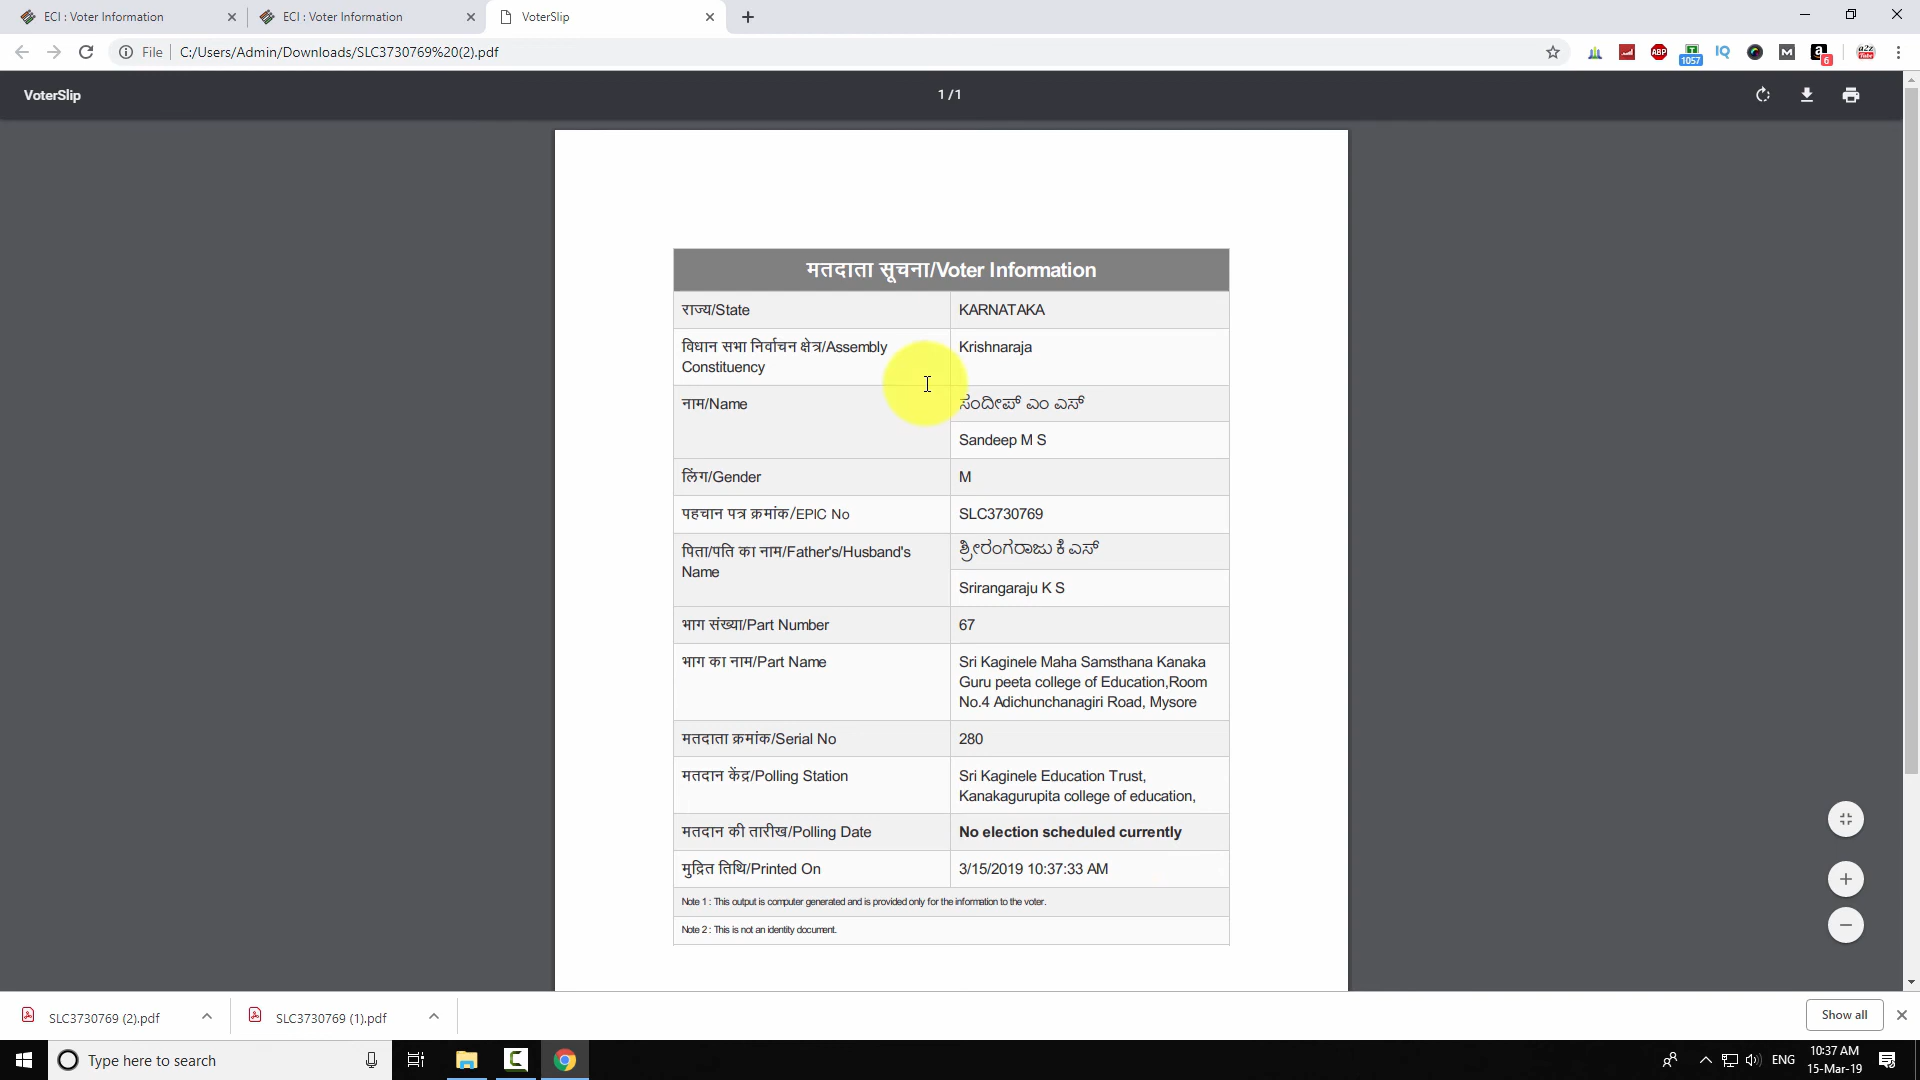 ECI : Voter Information
ECI : Voter Information
VoterSlip
File
C:/Users/Admin/Downloads/SLC3730769%20(2).pdf
ABP
1057
IQ
M
a
6
a2z
VoterSlip
1 / 1
मतदाता सूचना/Voter Information
राज्य/State
KARNATAKA
विधान सभा निर्वाचन क्षेत्र/Assembly
Constituency
Krishnaraja
नाम/Name
ಸಂದೀಪ್ ಎಂ ಎಸ್
Sandeep M S
लिंग/Gender
M
पहचान पत्र क्रमांक/EPIC No
SLC3730769
पिता/पति का नाम/Father's/Husband's
Name
ಶ್ರೀರಂಗರಾಜು ಕೆ ಎಸ್
Srirangaraju K S
भाग संख्या/Part Number
67
भाग का नाम/Part Name
Sri Kaginele Maha Samsthana Kanaka
Guru peeta college of Education,Room
No.4 Adichunchanagiri Road, Mysore
मतदाता क्रमांक/Serial No
280
मतदान केंद्र/Polling Station
Sri Kaginele Education Trust,
Kanakagurupita college of education,
मतदान की तारीख/Polling Date
No election scheduled currently
मुद्रित तिथि/Printed On
3/15/2019 10:37:33 AM
Note 1 : This output is computer generated and is provided only for the information to the voter.
Note 2 : This is not an identity document.
SLC3730769 (2).pdf
SLC3730769 (1).pdf
Show all
Type here to search
ENG
10:37 AM
15-Mar-19